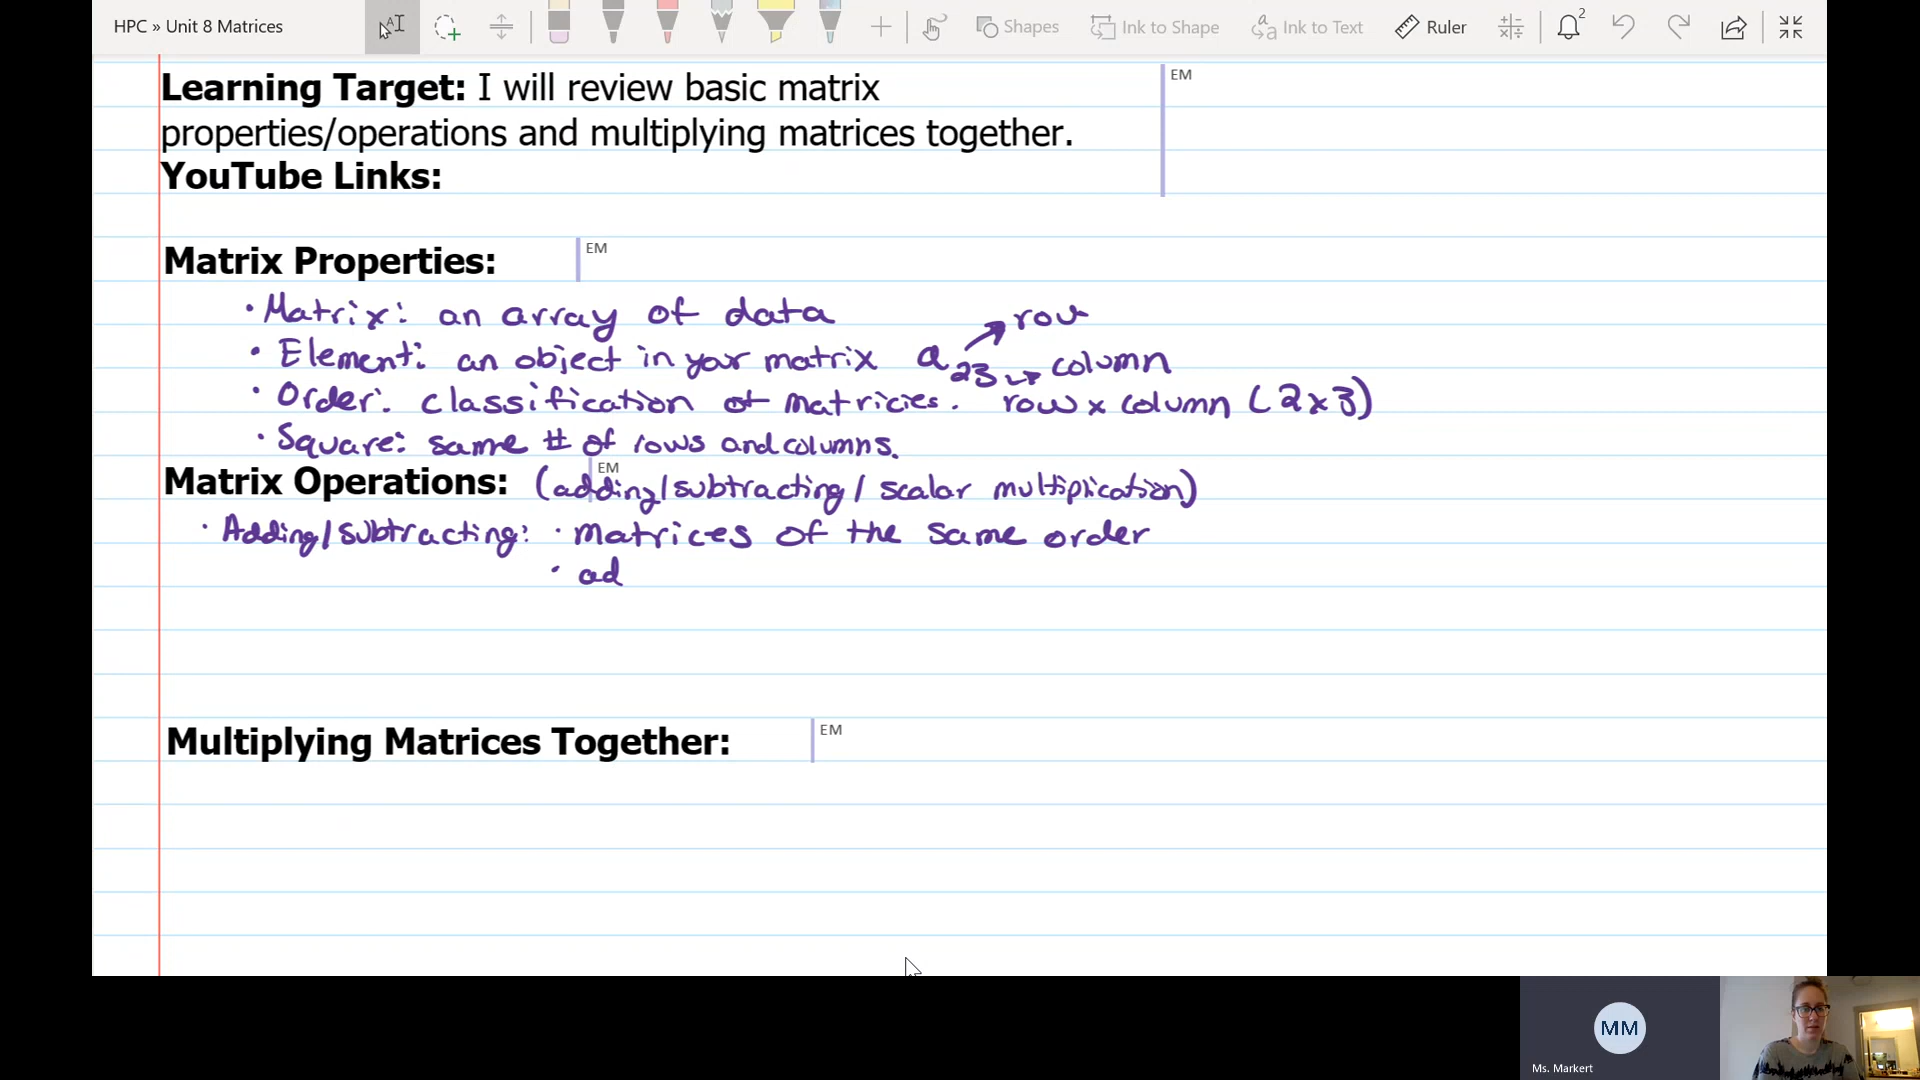 HPC » Unit 8 Matrices
Shapes
Ink to Shape
Ink to Text
Ruler
2
Learning Target: I will review basic matrix
EM
properties/operations and multiplying matrices together.
YouTube Links:
Matrix Properties:
EM
• Matrix: an array of data
row
• Element: an object in your matrix a23 → column
• Order: classification of matricies. row x column (2x3)
• Square: same # of rows and columns.
EM
Matrix Operations: (adding/subtracting/ scalar multiplication)
• Adding/subtracting: • matrices of the same order
• ad
Multiplying Matrices Together:
EM
MM
Ms. Markert